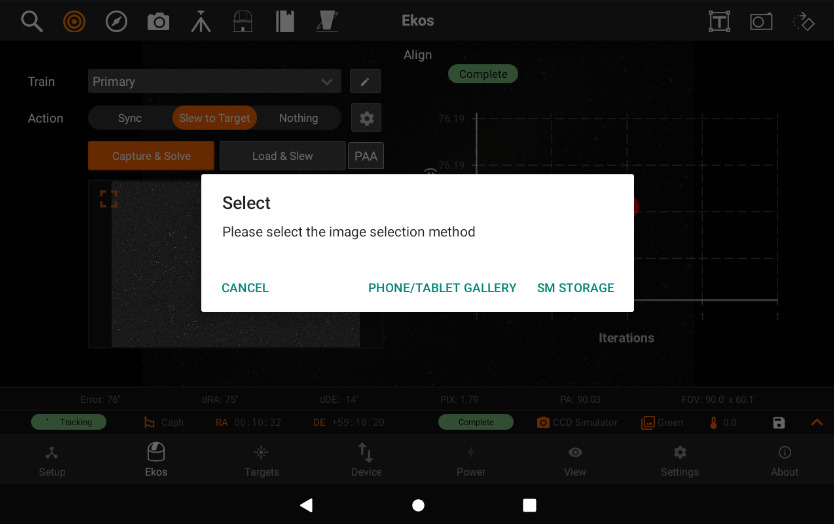 Ekos
Align
Complete
Train
Primary
Action
Sync
Slew to Target
Nothing
Capture & Solve
Load & Slew
PAA
76.19
76.19
Select
Please select the image selection method
CANCEL
PHONE/TABLET GALLERY
SM STORAGE
1
1
Iterations
Error: 76"
dRA: 75"
dDE: -14"
PIX: 1.79
PA: 90.03
FOV: 90.0' x 60.1'
Tracking
Caph
RA 00:10:32
DE +59:16:20
Complete
CCD Simulator
Green
0.0
Setup
Ekos
Targets
Device
Power
View
Settings
About